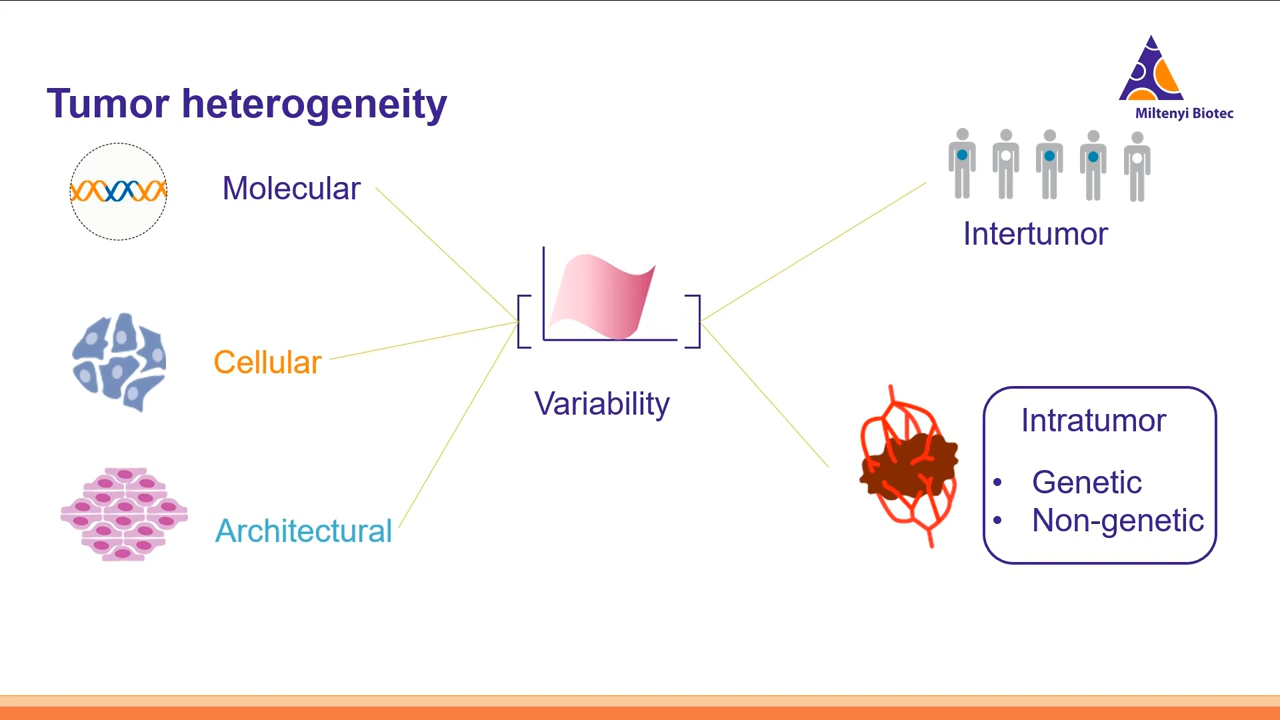 Tumor heterogeneity
Miltenyi Biotec
Molecular
Intertumor
Cellular
Variability
Intratumor
• Genetic
• Non-genetic
Architectural